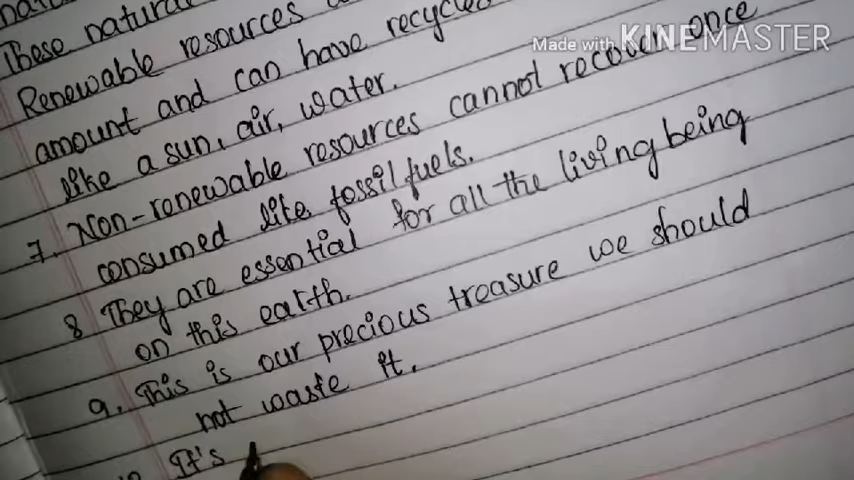 These natural
Renewable resources
amount and can have recycled
like a sun, air, water.
7. Non-renewable resources cannot recover once
consumed like fossil fuels.
8 They are essential for all the living being
on this earth.
9. This is our precious treasure we should
not waste it.
It's
Made with KINEMASTER